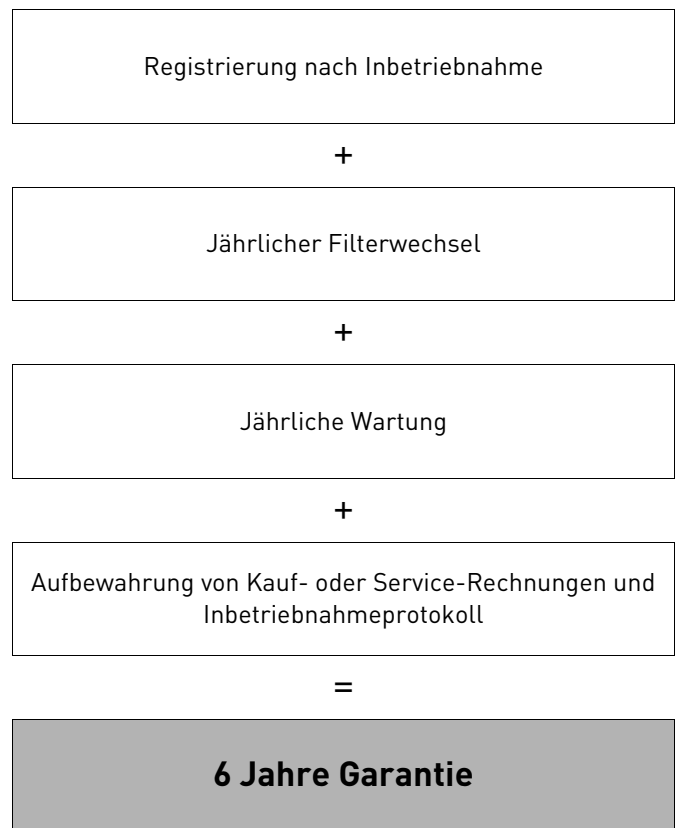 Registrierung nach Inbetriebnahme
+
Jährlicher Filterwechsel
+
Jährliche Wartung
+
Aufbewahrung von Kauf- oder Service-Rechnungen und
Inbetriebnahmeprotokoll
=
6 Jahre Garantie